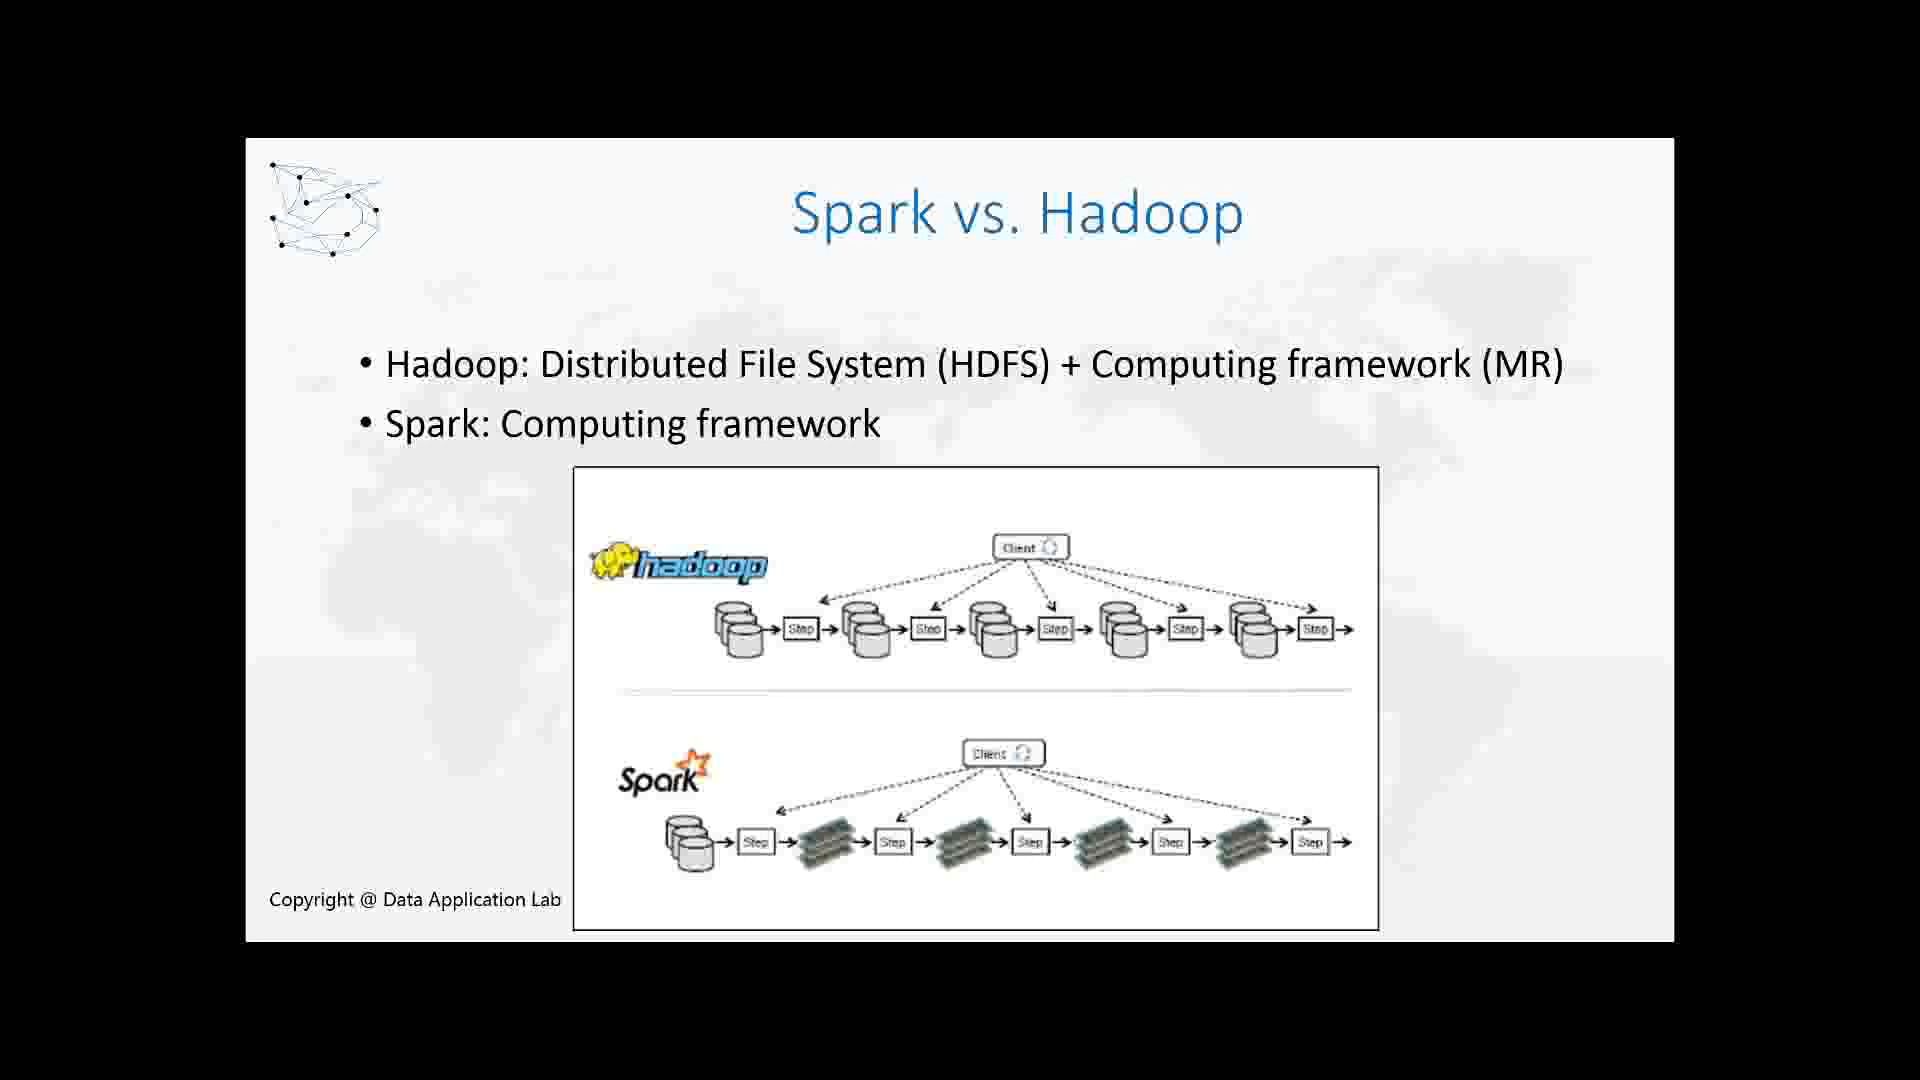 Spark vs. Hadoop
• Hadoop: Distributed File System (HDFS) + Computing framework (MR)
• Spark: Computing framework
hadoop
Client
Step Step Step Step Step
Spark
Client
Step Step Step Step Step
Copyright @ Data Application Lab